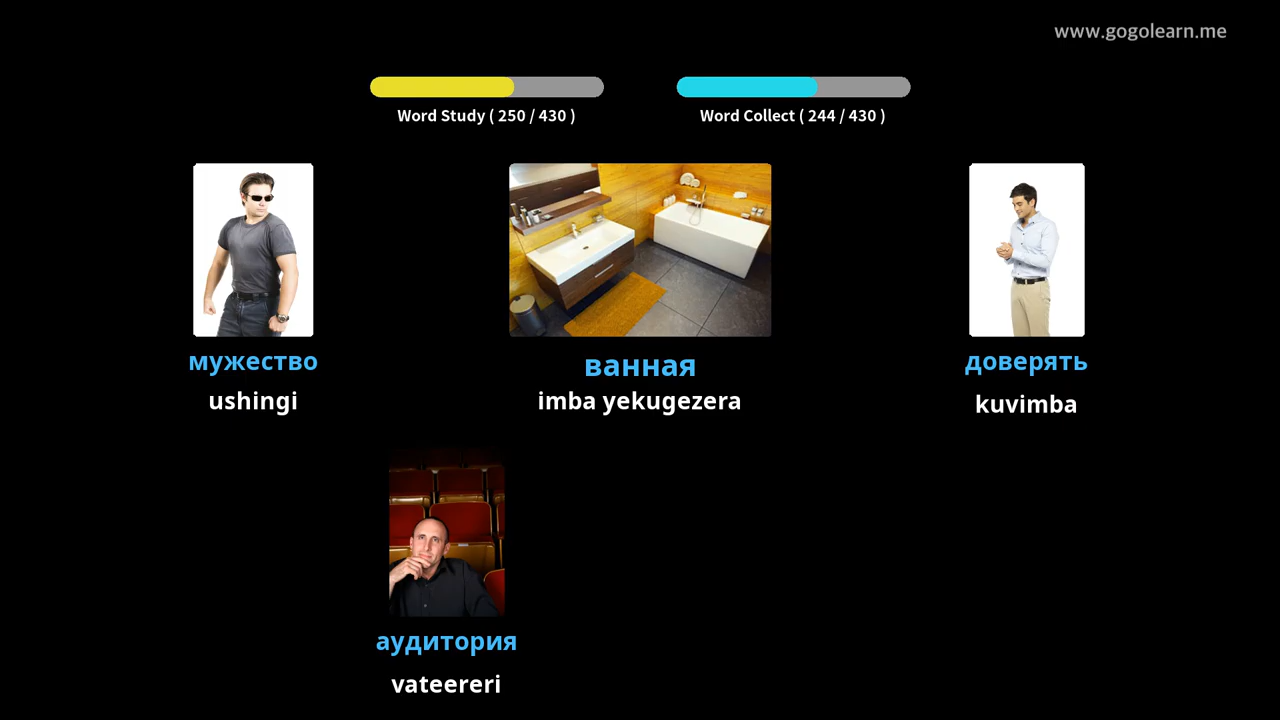 www.gogolearn.me
Word Study ( 250 / 430 )
Word Collect ( 244 / 430 )
мужество
ushingi
ванная
imba yekugezera
доверять
kuvimba
аудитория
vateereri